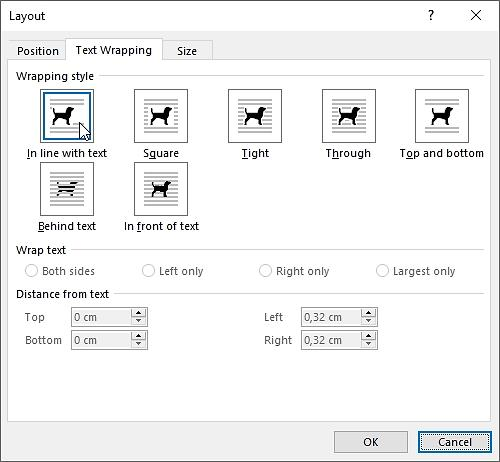 Layout ? ×
Position Text Wrapping Size
Wrapping style
In line with text Square Tight Through Top and bottom
Behind text In front of text
Wrap text
Both sides Left only Right only Largest only
Distance from text
Top 0 cm Left 0,32 cm
Bottom 0 cm Right 0,32 cm
OK Cancel